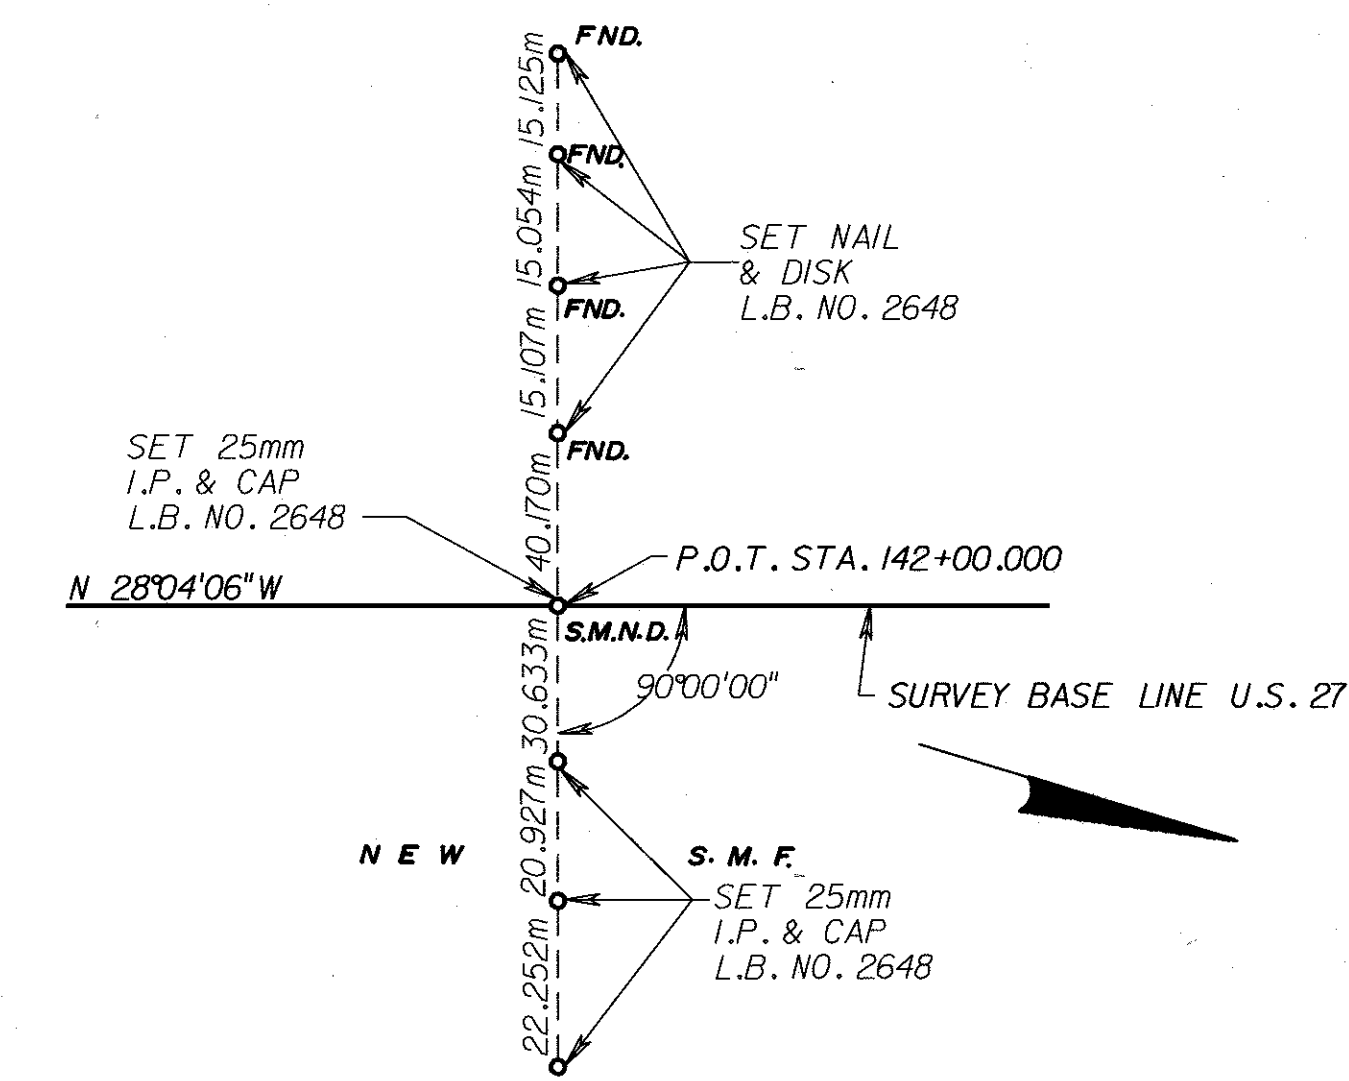 FND.
15.125m
FND.
15.054m
SET NAIL
& DISK
L.B. NO. 2648
FND.
15.107m
FND.
SET 25mm
I.P. & CAP
L.B. NO. 2648
40.170m
P.O.T. STA. 142+00.000
N 28°04'06" W
S.M.N.D.
30.633m
90°00'00"
SURVEY BASE LINE U.S. 27
20.927m
N E W
S. M. F.
SET 25mm
I.P. & CAP
L.B. NO. 2648
22.252m